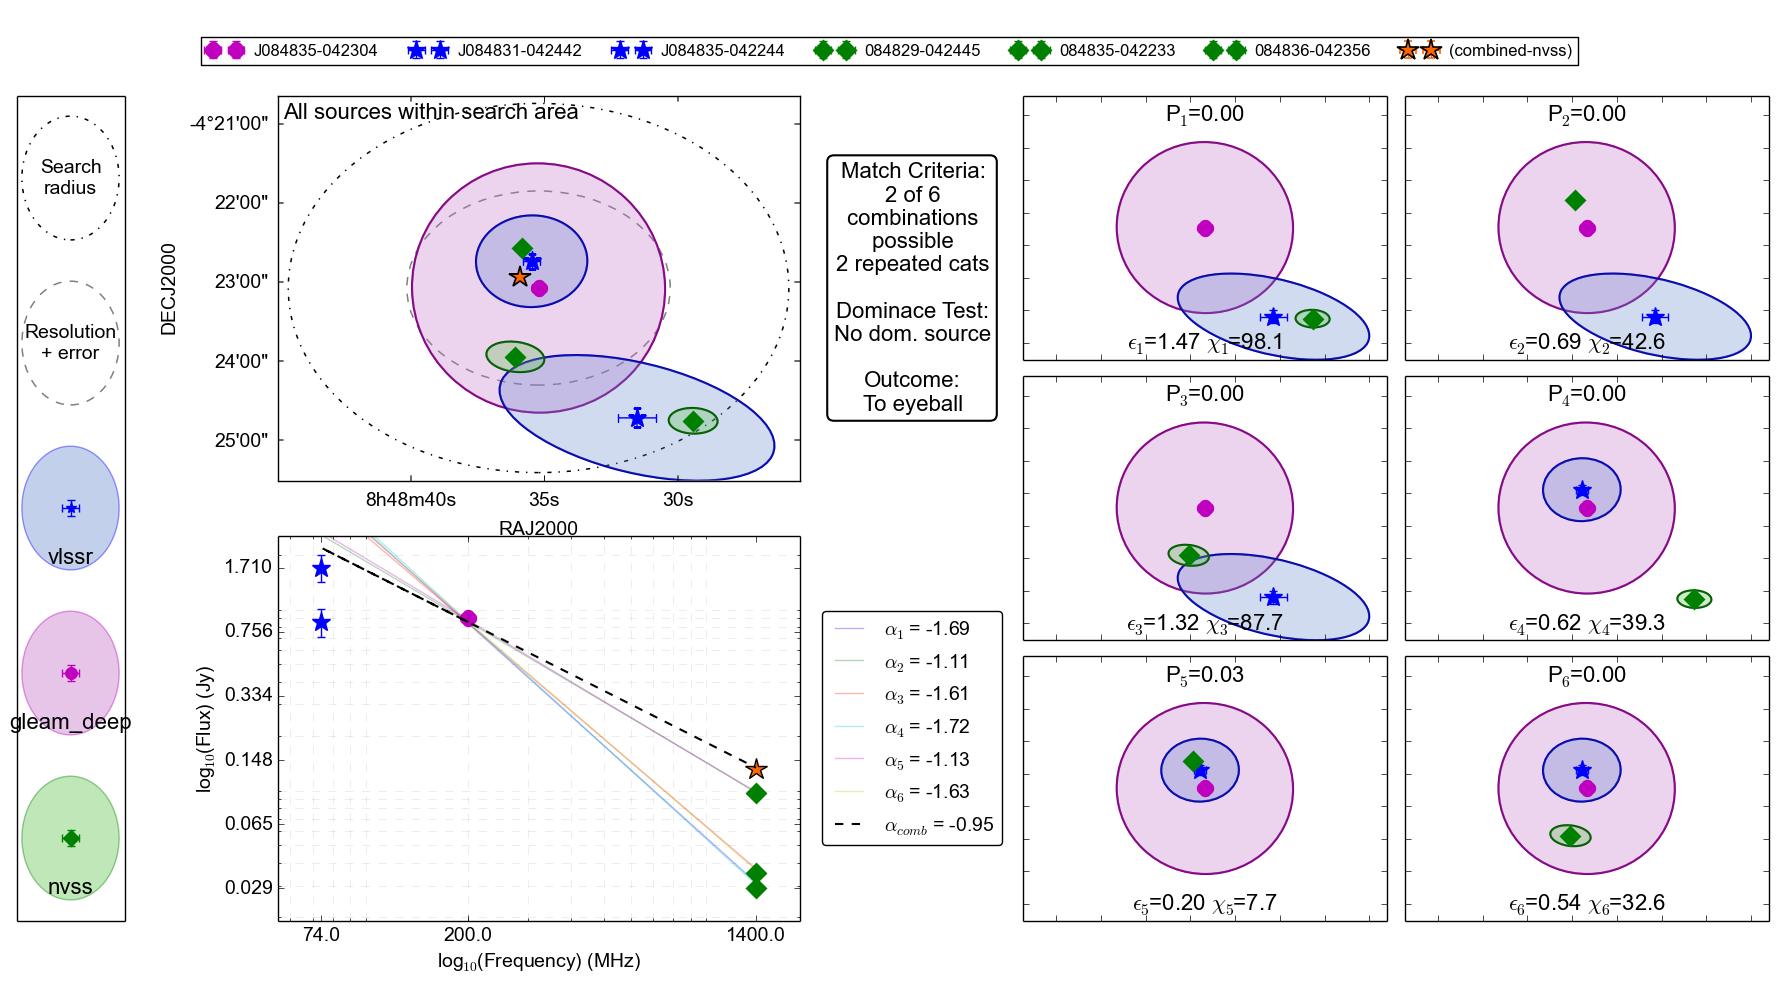 J084835-042304 J084831-042442 J084835-042244 084829-042445 084835-042233 084836-042356 (combined-nvss)
Search
radius
Resolution
+ error
vlssr
gleam_deep
nvss
All sources within search area
-4°21'00"
22'00"
23'00"
24'00"
25'00"
DECJ2000
8h48m40s 35s 30s
RAJ2000
Match Criteria:
2 of 6
combinations
possible
2 repeated cats
Dominace Test:
No dom. source
Outcome:
To eyeball
1.710
0.756
0.334
0.148
0.065
0.029
log₁₀(Flux) (Jy)
74.0 200.0 1400.0
log₁₀(Frequency) (MHz)
α₁ = -1.69
α₂ = -1.11
α₃ = -1.61
α₄ = -1.72
α₅ = -1.13
α₆ = -1.63
α_comb = -0.95
P₁=0.00
ϵ₁=1.47 χ₁=98.1
P₂=0.00
ϵ₂=0.69 χ₂=42.6
P₃=0.00
ϵ₃=1.32 χ₃=87.7
P₄=0.00
ϵ₄=0.62 χ₄=39.3
P₅=0.03
ϵ₅=0.20 χ₅=7.7
P₆=0.00
ϵ₆=0.54 χ₆=32.6